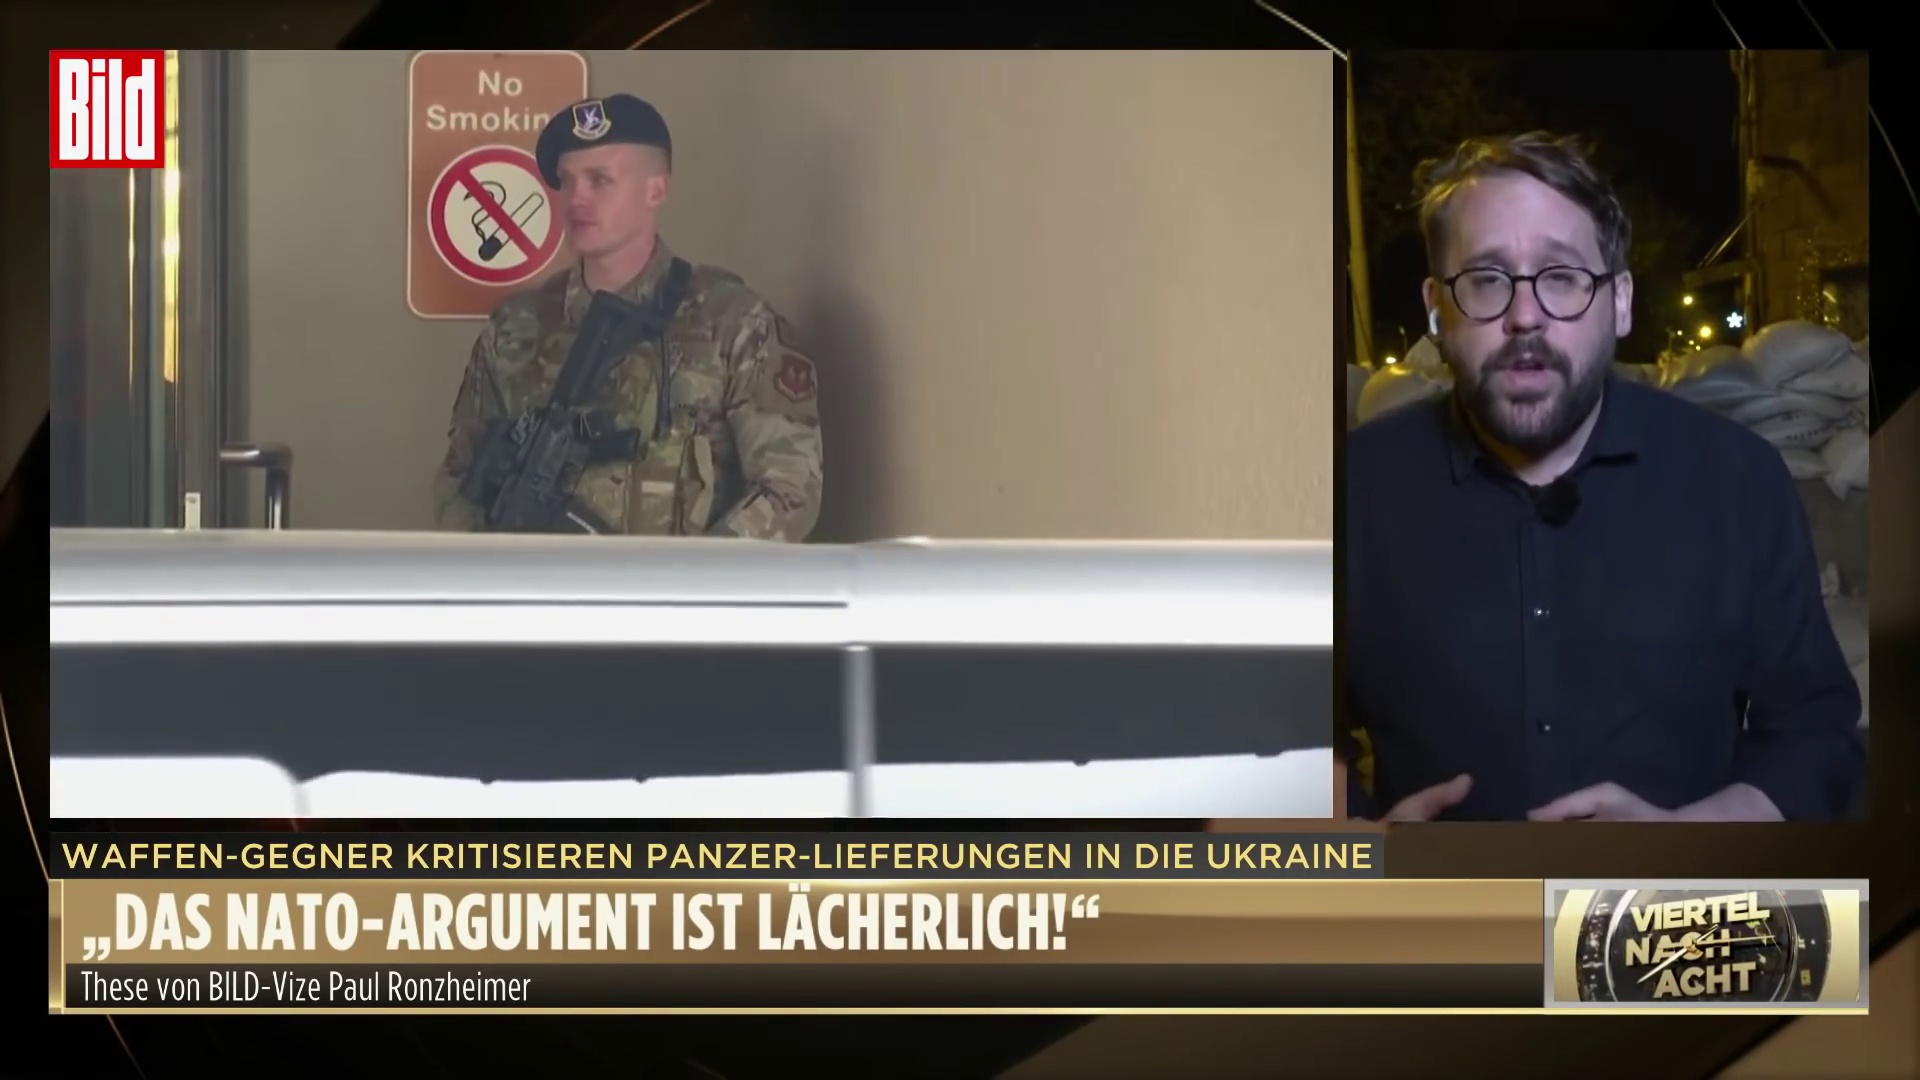 Bild
No
Smokin
WAFFEN-GEGNER KRITISIEREN PANZER-LIEFERUNGEN IN DIE UKRAINE
„DAS NATO-ARGUMENT IST LÄCHERLICH!“
These von BILD-Vize Paul Ronzheimer
VIERTEL
NACH
ACHT